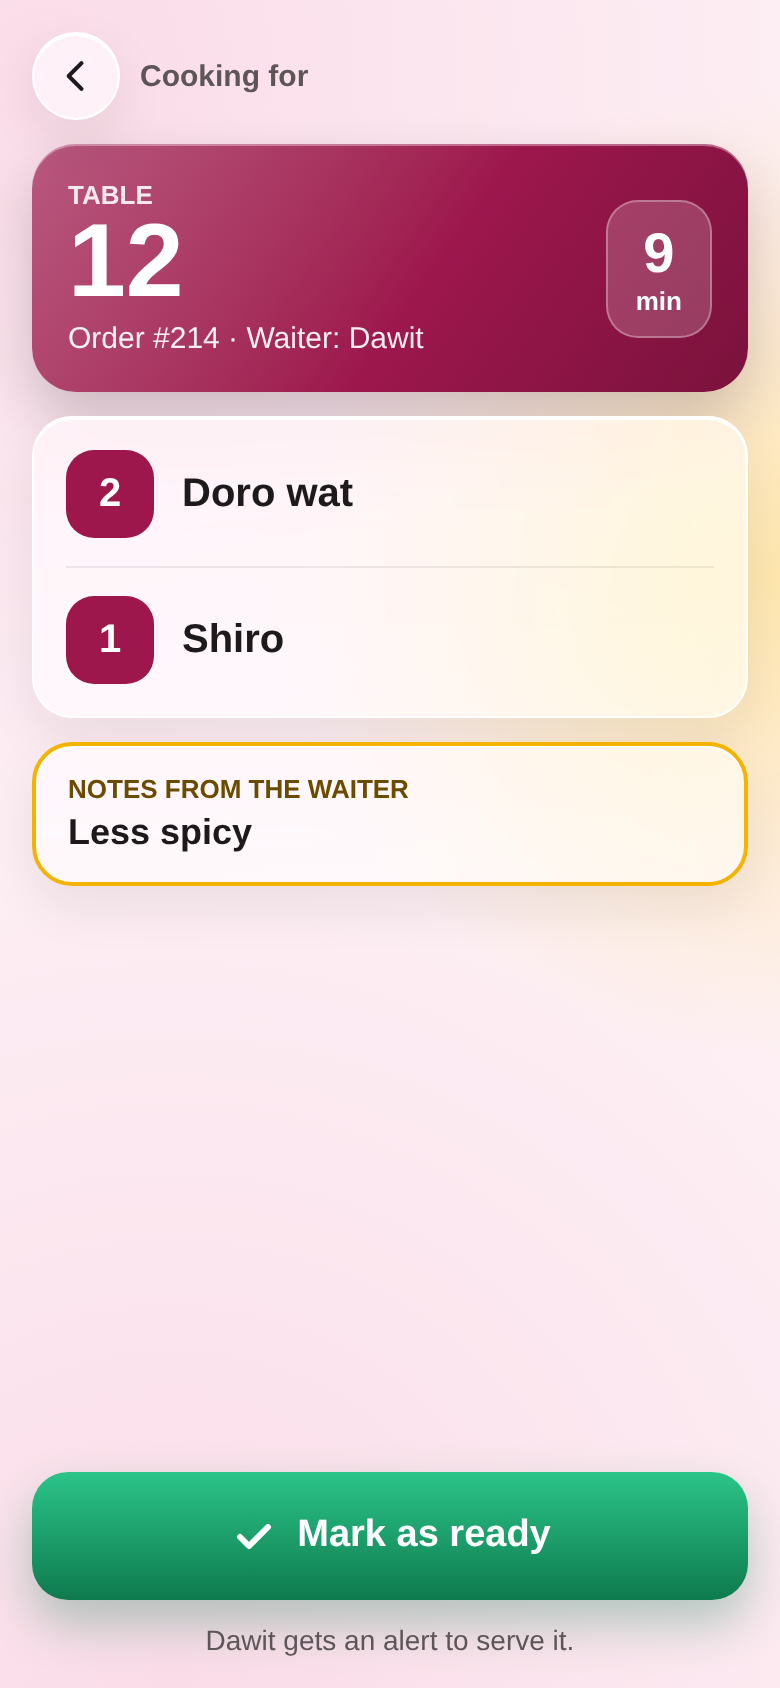 Cooking for
TABLE
12
Order #214 · Waiter: Dawit
9
min
2
Doro wat
1
Shiro
NOTES FROM THE WAITER
Less spicy
Mark as ready
Dawit gets an alert to serve it.